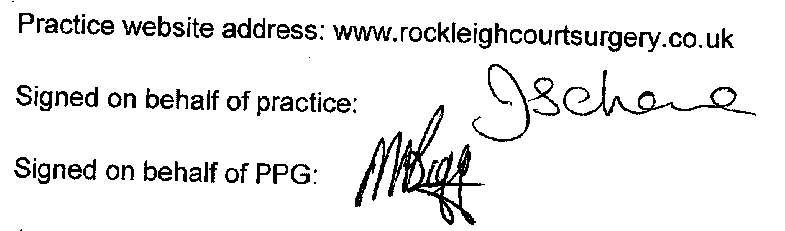 Practice website address: www.rockleighcourtsurgery.co.uk
Signed on behalf of practice:
Signed on behalf of PPG: